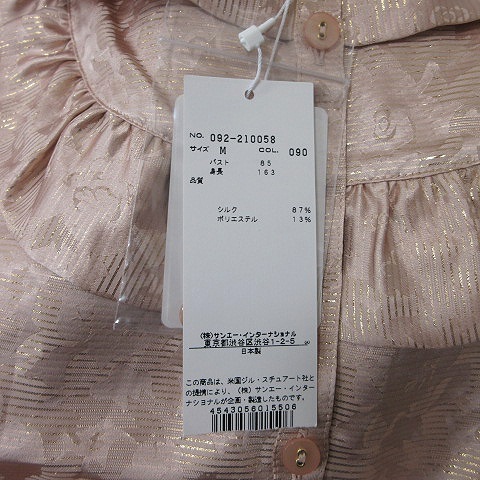 NO. 092-210058
サイズ M COL. 090
バスト 85
身長 163
品質
シルク 87%
ポリエステル 13%
(株)サンエー・インターナショナル
東京都渋谷区渋谷1-2-5
日本製
この商品は、米国ジル・スチュアート社と
の提携により、(株)サンエー・インター
ナショナルが企画・製造したものです。
4543056015506